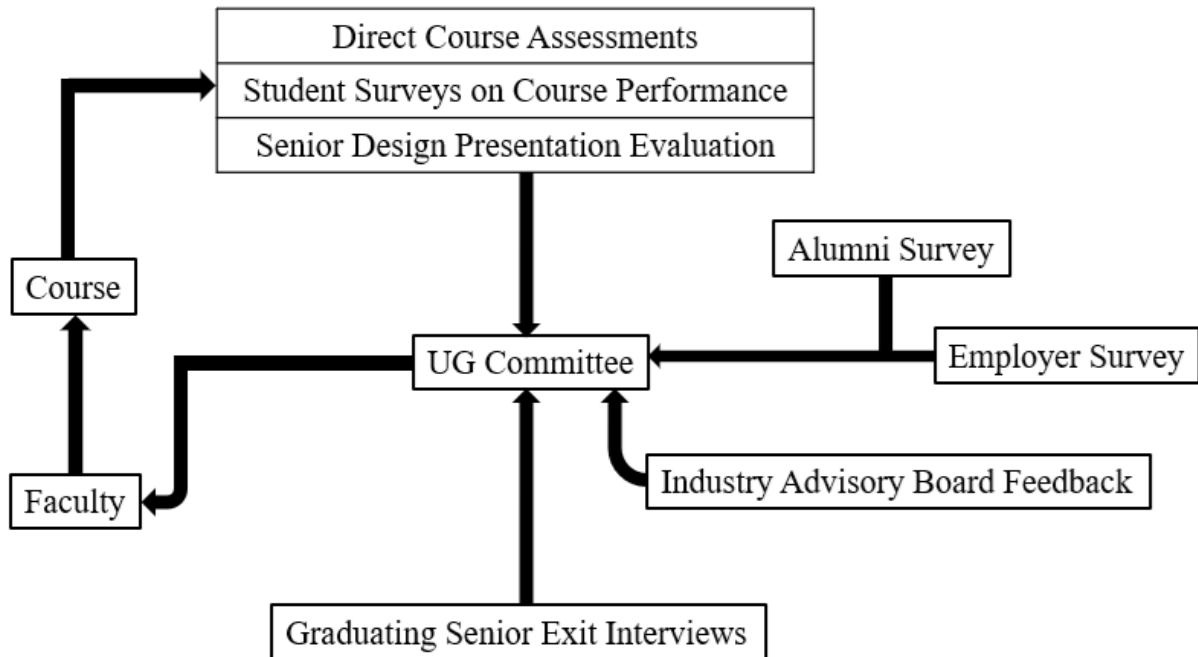 Direct Course Assessments
Student Surveys on Course Performance
Senior Design Presentation Evaluation
Alumni Survey
Course
UG Committee
Employer Survey
Industry Advisory Board Feedback
Faculty
Graduating Senior Exit Interviews